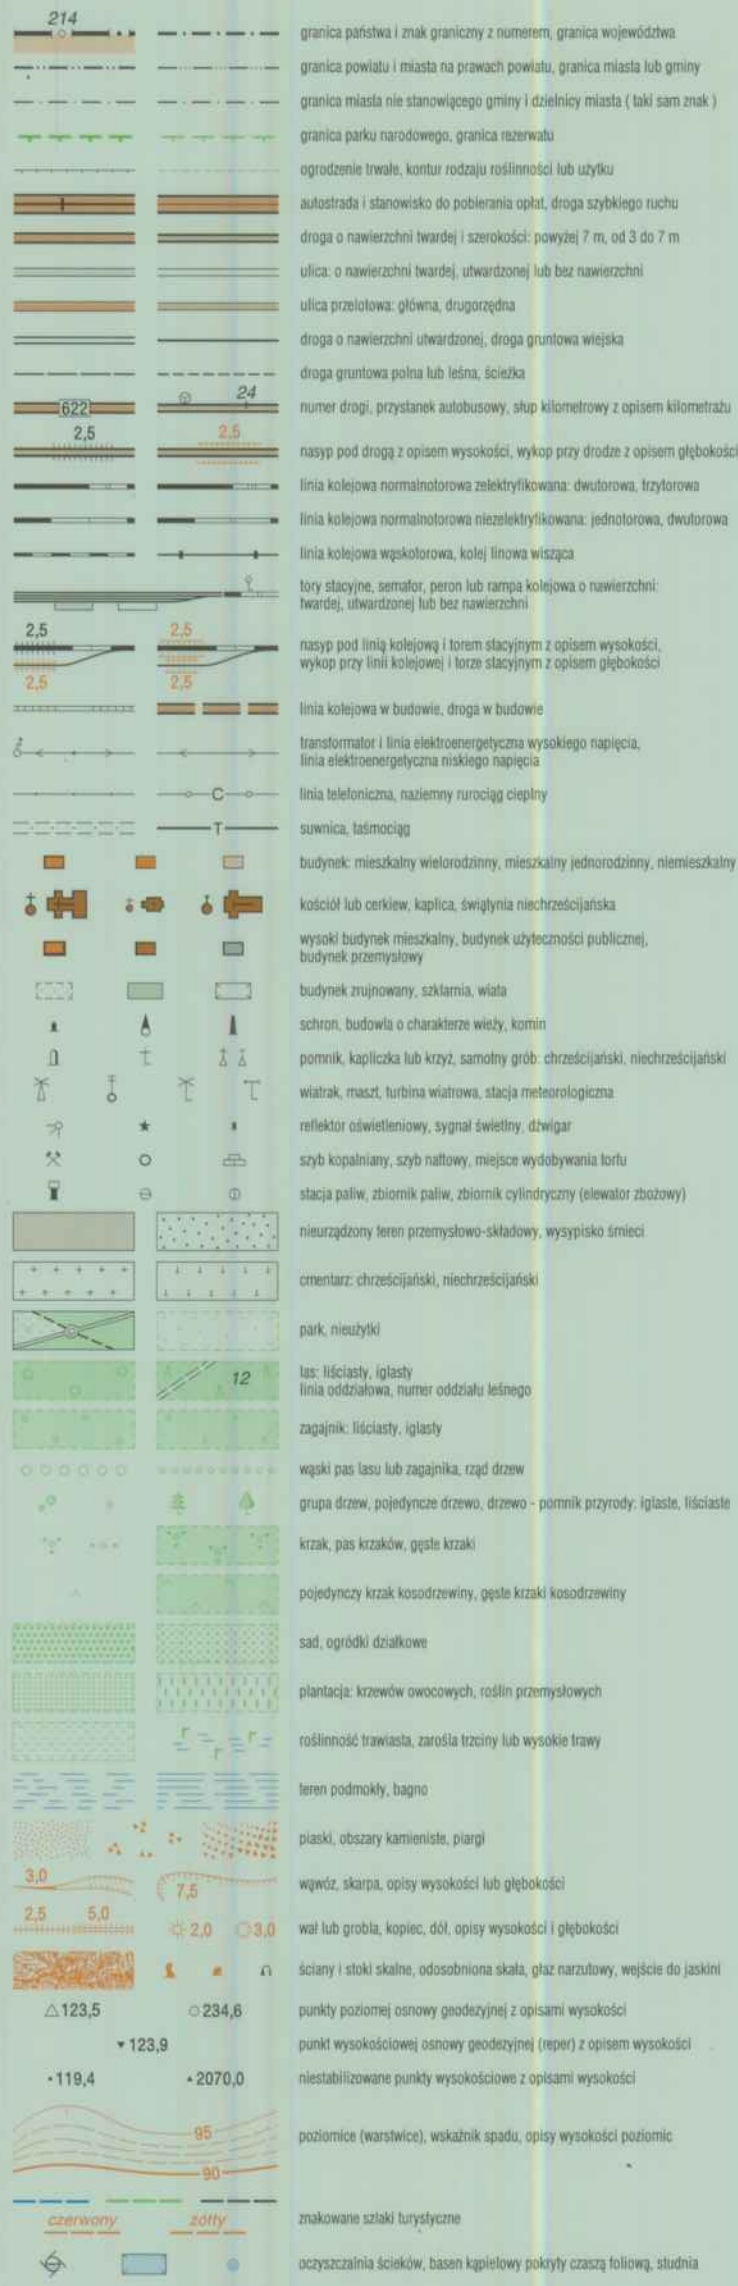 214
granica państwa i znak graniczny z numerem, granica województwa
granica powiatu i miasta na prawach powiatu, granica miasta lub gminy
granica miasta nie stanowiącego gminy i dzielnicy miasta ( taki sam znak )
granica parku narodowego, granica rezerwatu
ogrodzenie trwałe, kontur rodzaju roślinności lub użytku
autostrada i stanowisko do pobierania opłat, droga szybkiego ruchu
droga o nawierzchni twardej i szerokości: powyżej 7 m, od 3 do 7 m
ulica: o nawierzchni twardej, utwardzonej lub bez nawierzchni
ulica przelotowa: główna, drugorzędna
droga o nawierzchni utwardzonej, droga gruntowa wiejska
droga gruntowa polna lub leśna, ścieżka
622 24 numer drogi, przystanek autobusowy, słup kilometrowy z opisem kilometrażu
2,5 2,5 nasyp pod drogą z opisem wysokości, wykop przy drodze z opisem głębokości
linia kolejowa normalnotorowa zelektryfikowana: dwutorowa, trzytorowa
linia kolejowa normalnotorowa niezelektryfikowana: jednotorowa, dwutorowa
linia kolejowa wąskotorowa, kolej linowa wisząca
tory stacyjne, semafor, peron lub rampa kolejowa o nawierzchni:
twardej, utwardzonej lub bez nawierzchni
2,5 2,5 nasyp pod linią kolejową i torem stacyjnym z opisem wysokości,
2,5 2,5 wykop przy linii kolejowej i torze stacyjnym z opisem głębokości
linia kolejowa w budowie, droga w budowie
transformator i linia elektroenergetyczna wysokiego napięcia,
linia elektroenergetyczna niskiego napięcia
C linia telefoniczna, naziemny rurociąg cieplny
T suwnica, taśmociąg
budynek: mieszkalny wielorodzinny, mieszkalny jednorodzinny, niemieszkalny
kościół lub cerkiew, kaplica, świątynia niechrześcijańska
wysoki budynek mieszkalny, budynek użyteczności publicznej,
budynek przemysłowy
budynek zrujnowany, szklarnia, wiata
schron, budowla o charakterze wieży, komin
pomnik, kapliczka lub krzyż, samotny grób: chrześcijański, niechrześcijański
wiatrak, maszt, turbina wiatrowa, stacja meteorologiczna
reflektor oświetleniowy, sygnał świetlny, dźwigar
szyb kopalniany, szyb naftowy, miejsce wydobywania torfu
stacja paliw, zbiornik paliw, zbiornik cylindryczny (elewator zbożowy)
nieurządzony teren przemysłowo-składowy, wysypisko śmieci
cmentarz: chrześcijański, niechrześcijański
park, nieużytki
las: liściasty, iglasty
12 linia oddziałowa, numer oddziału leśnego
zagajnik: liściasty, iglasty
wąski pas lasu lub zagajnika, rząd drzew
grupa drzew, pojedyncze drzewo, drzewo - pomnik przyrody: iglaste, liściaste
krzak, pas krzaków, gęste krzaki
pojedynczy krzak kosodrzewiny, gęste krzaki kosodrzewiny
sad, ogródki działkowe
plantacja: krzewów owocowych, roślin przemysłowych
roślinność trawiasta, zarośla trzciny lub wysokie trawy
teren podmokły, bagno
piaski, obszary kamieniste, piargi
3,0 7,5 wąwóz, skarpa, opisy wysokości lub głębokości
2,5 5,0 2,0 3,0 wał lub grobla, kopiec, dół, opisy wysokości i głębokości
ściany i stoki skalne, odosobniona skała, głaz narzutowy, wejście do jaskini
123,5 234,6 punkty poziomej osnowy geodezyjnej z opisami wysokości
123,9 punkt wysokościowej osnowy geodezyjnej (reper) z opisem wysokości
119,4 2070,0 niestabilizowane punkty wysokościowe z opisami wysokości
95 poziomice (warstwice), wskaźnik spadu, opisy wysokości poziomic
90
czerwony żółty znakowane szlaki turystyczne
oczyszczalnia ścieków, basen kąpielowy pokryty czaszą foliową, studnia